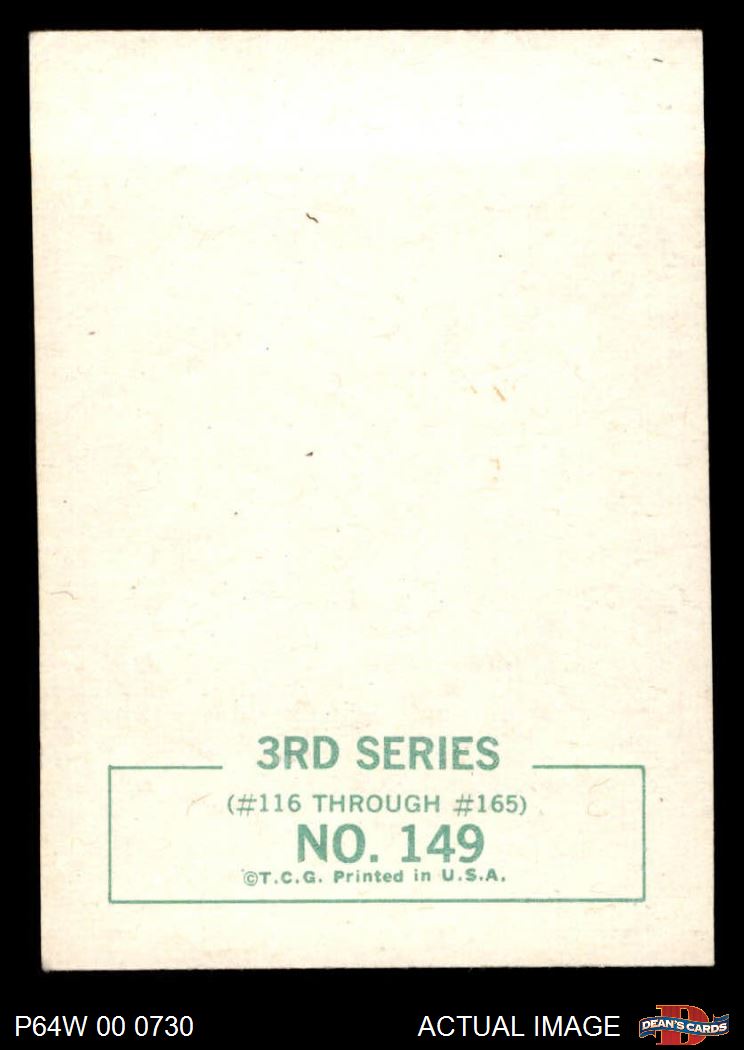 3RD SERIES
(#116 THROUGH #165)
NO. 149
©T.C.G. Printed in U.S.A.
P64W 00 0730
ACTUAL IMAGE
D
DEAN'S CARDS